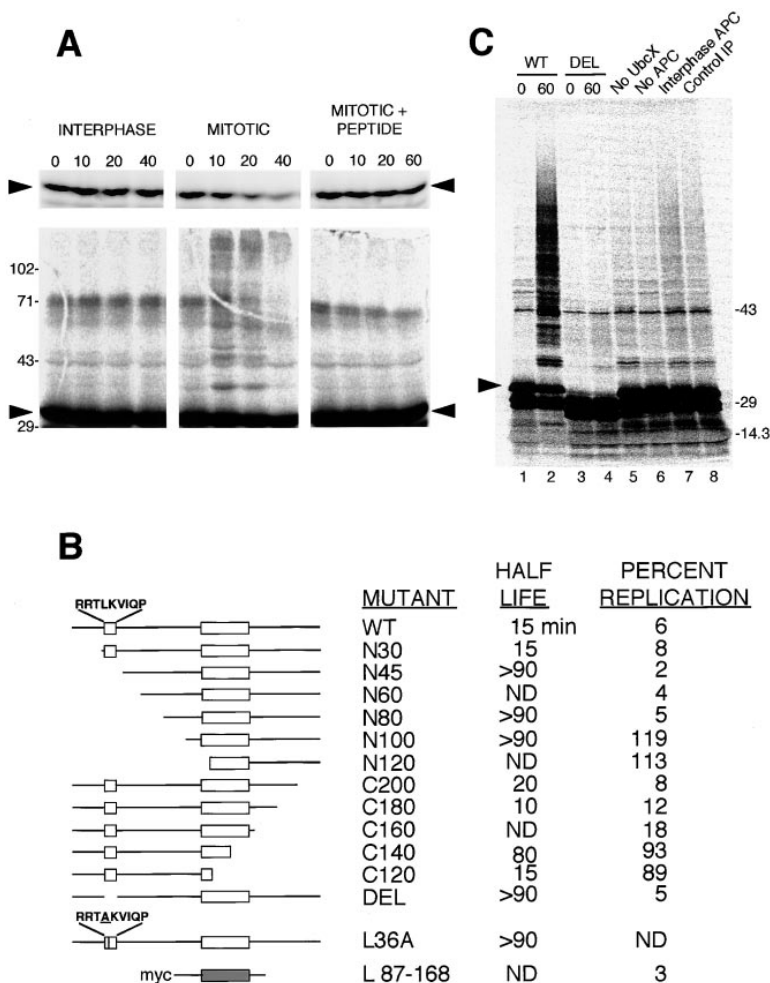 A
INTERPHASE MITOTIC MITOTIC + PEPTIDE
0 10 20 40 0 10 20 40 0 10 20 60
102-
71-
43-
29-
C
WT DEL No UbcX No APC Interphase APC Control IP
0 60 0 60
-43
-29
-14.3
1 2 3 4 5 6 7 8
B
HALF PERCENT
MUTANT LIFE REPLICATION
RRTLKVIQP
WT 15 min 6
N30 15 8
N45 >90 2
N60 ND 4
N80 >90 5
N100 >90 119
N120 ND 113
C200 20 8
C180 10 12
C160 ND 18
C140 80 93
C120 15 89
DEL >90 5
RRTAKVIQP
L36A >90 ND
myc L 87-168 ND 3